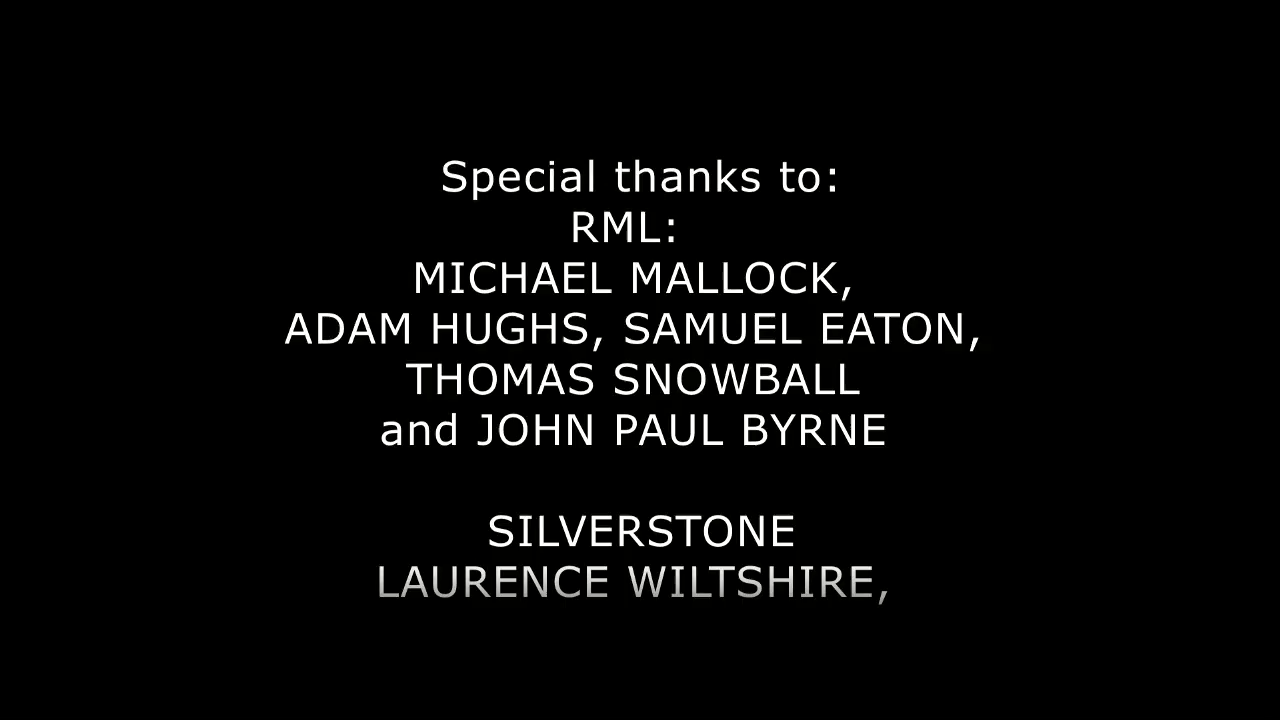 Special thanks to:
RML:
MICHAEL MALLOCK,
ADAM HUGHS, SAMUEL EATON,
THOMAS SNOWBALL
and JOHN PAUL BYRNE
SILVERSTONE
LAURENCE WILTSHIRE,